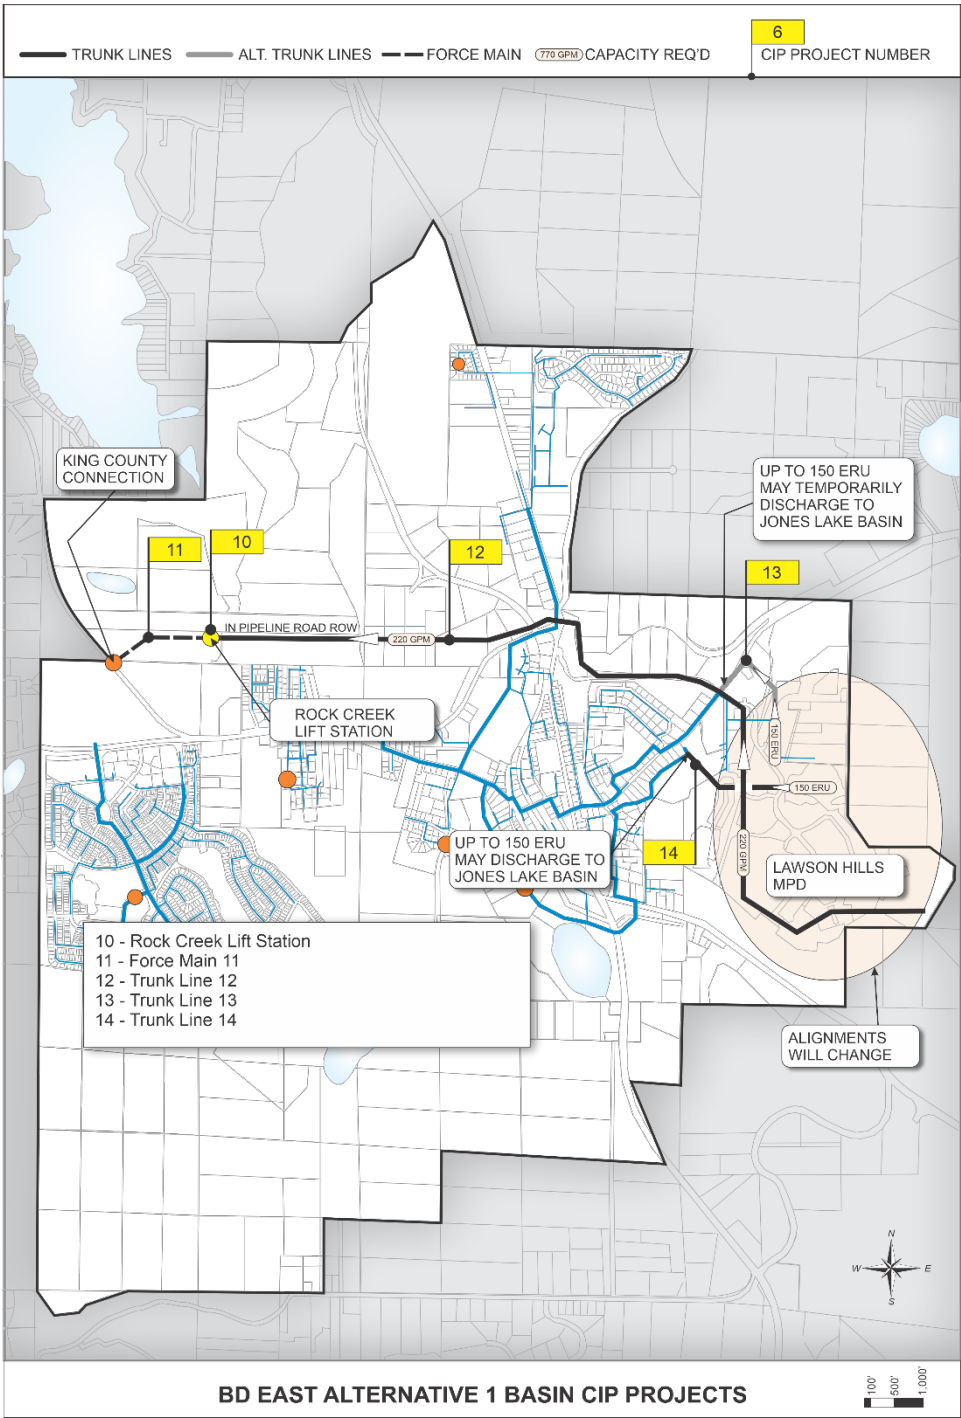 TRUNK LINES
ALT. TRUNK LINES
FORCE MAIN
770 GPM
CAPACITY REQ'D
6
CIP PROJECT NUMBER
KING COUNTY
CONNECTION
UP TO 150 ERU
MAY TEMPORARILY
DISCHARGE TO
JONES LAKE BASIN
11
10
12
13
IN PIPELINE ROAD ROW
220 GPM
ROCK CREEK
LIFT STATION
150 ERU
150 ERU
UP TO 150 ERU
MAY DISCHARGE TO
JONES LAKE BASIN
14
220 GPM
LAWSON HILLS
MPD
10 - Rock Creek Lift Station
11 - Force Main 11
12 - Trunk Line 12
13 - Trunk Line 13
14 - Trunk Line 14
ALIGNMENTS
WILL CHANGE
N
W
E
S
BD EAST ALTERNATIVE 1 BASIN CIP PROJECTS
100'
500'
1,000'